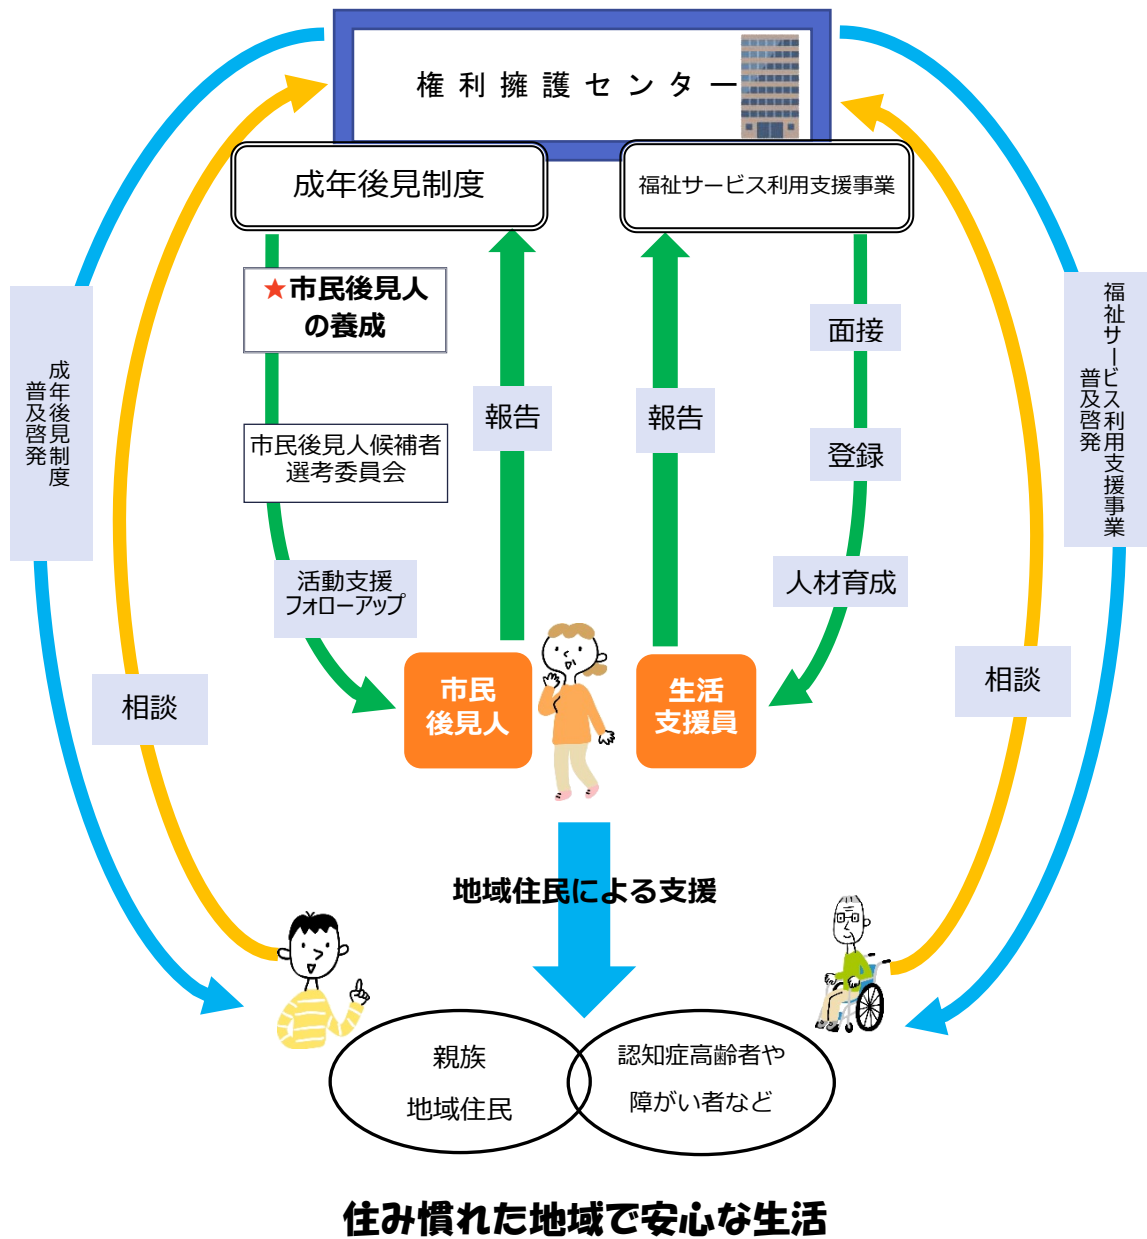 権利擁護センター
成年後見制度
福祉サービス利用支援事業
★市民後見人
の養成
市民後見人候補者
選考委員会
活動支援
フォローアップ
報告
報告
面接
登録
人材育成
成年後見制度
普及啓発
福祉サービス利用支援事業
普及啓発
相談
相談
市民
後見人
生活
支援員
地域住民による支援
親族
地域住民
認知症高齢者や
障がい者など
住み慣れた地域で安心な生活